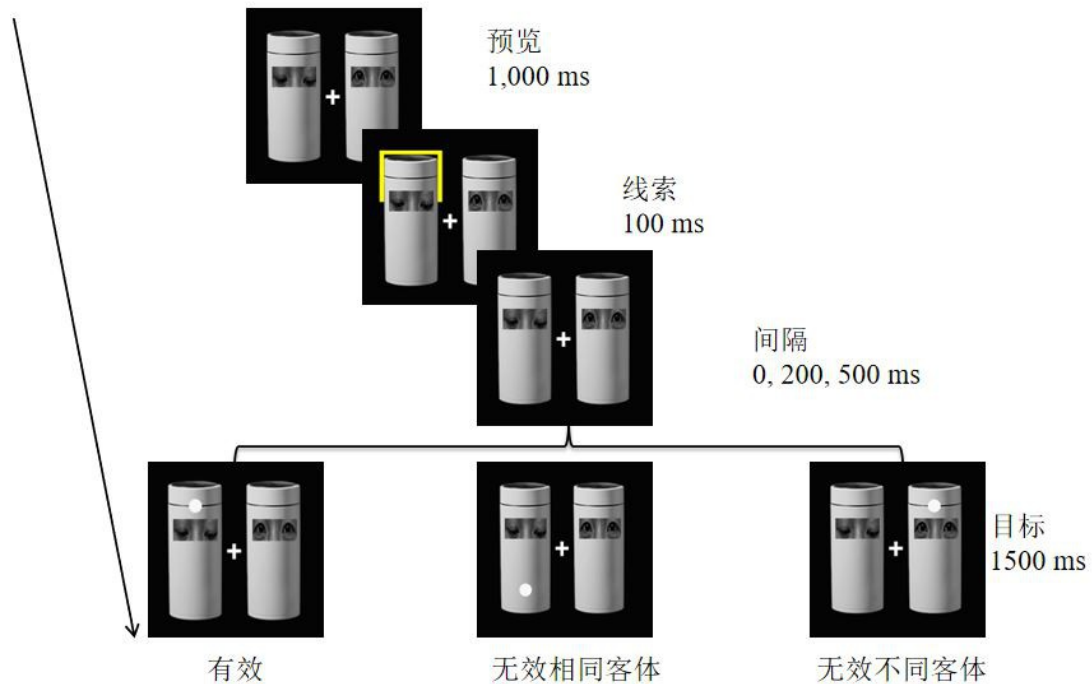 预览
1,000 ms
线索
100 ms
间隔
0, 200, 500 ms
目标
1500 ms
有效
无效相同客体
无效不同客体